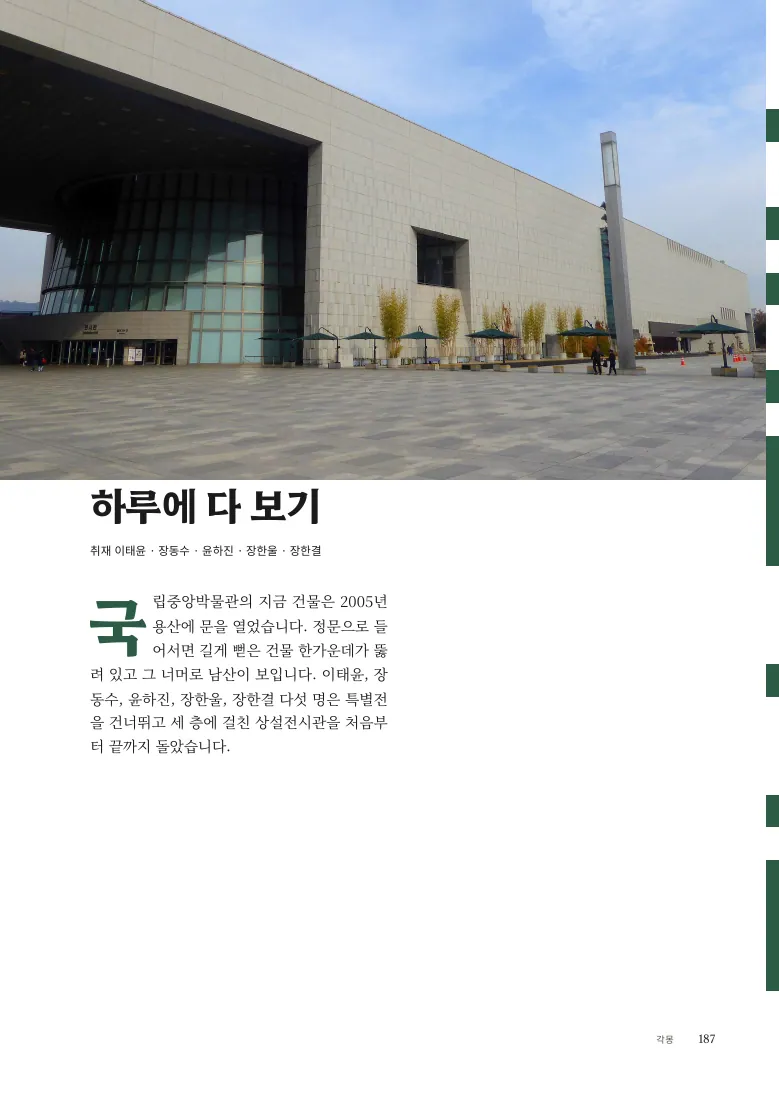 하루에 다 보기
취재 이태윤 · 장동수 · 윤하진 · 장한울 · 장한결
국립중앙박물관의 지금 건물은 2005년
용산에 문을 열었습니다. 정문으로 들
어서면 길게 뻗은 건물 한가운데가 뚫
려 있고 그 너머로 남산이 보입니다. 이태윤, 장
동수, 윤하진, 장한울, 장한결 다섯 명은 특별전
을 건너뛰고 세 층에 걸친 상설전시관을 처음부
터 끝까지 돌았습니다.
각몽 187